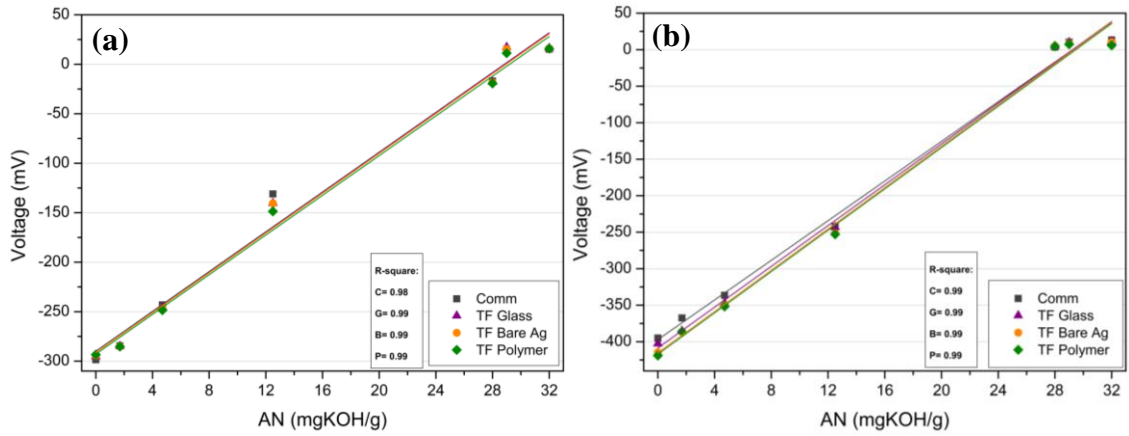 (a)
50
0
-50
-100
-150
-200
-250
-300
Voltage (mV)
0 4 8 12 16 20 24 28 32
AN (mgKOH/g)
R-square:
C= 0.98
G= 0.99
B= 0.99
P= 0.99
Comm
TF Glass
TF Bare Ag
TF Polymer
(b)
50
0
-50
-100
-150
-200
-250
-300
-350
-400
Voltage (mV)
0 4 8 12 16 20 24 28 32
AN (mgKOH/g)
R-square:
C= 0.99
G= 0.99
B= 0.99
P= 0.99
Comm
TF Glass
TF Bare Ag
TF Polymer